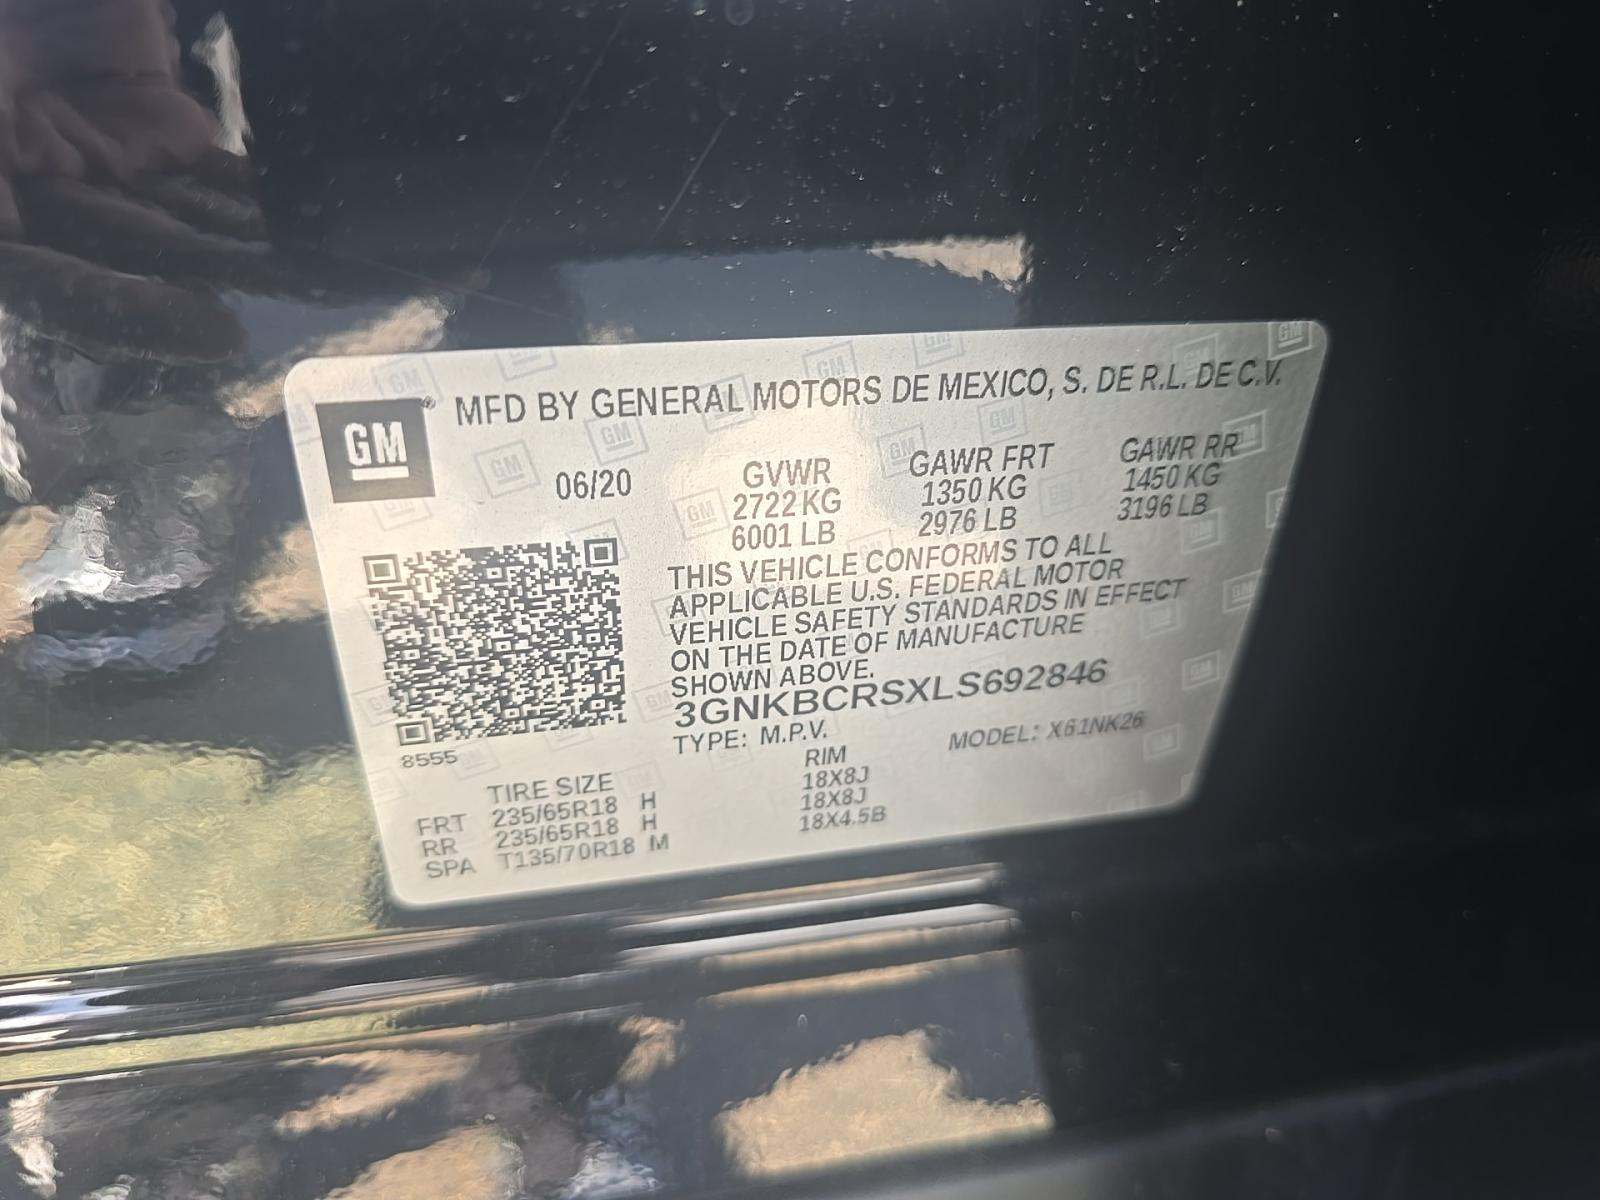 GM
MFD BY GENERAL MOTORS DE MEXICO, S. DE R.L. DE C.V.
06/20
GVWR GAWR FRT GAWR RR
2722 KG 1350 KG 1450 KG
6001 LB 2976 LB 3196 LB
THIS VEHICLE CONFORMS TO ALL
APPLICABLE U.S. FEDERAL MOTOR
VEHICLE SAFETY STANDARDS IN EFFECT
ON THE DATE OF MANUFACTURE
SHOWN ABOVE.
3GNKBCRSXLS692846
TYPE: M.P.V. MODEL: X61NK26
8555
TIRE SIZE RIM
FRT 235/65R18 H 18X8J
RR 235/65R18 H 18X8J
SPA T135/70R18 M 18X4.5B